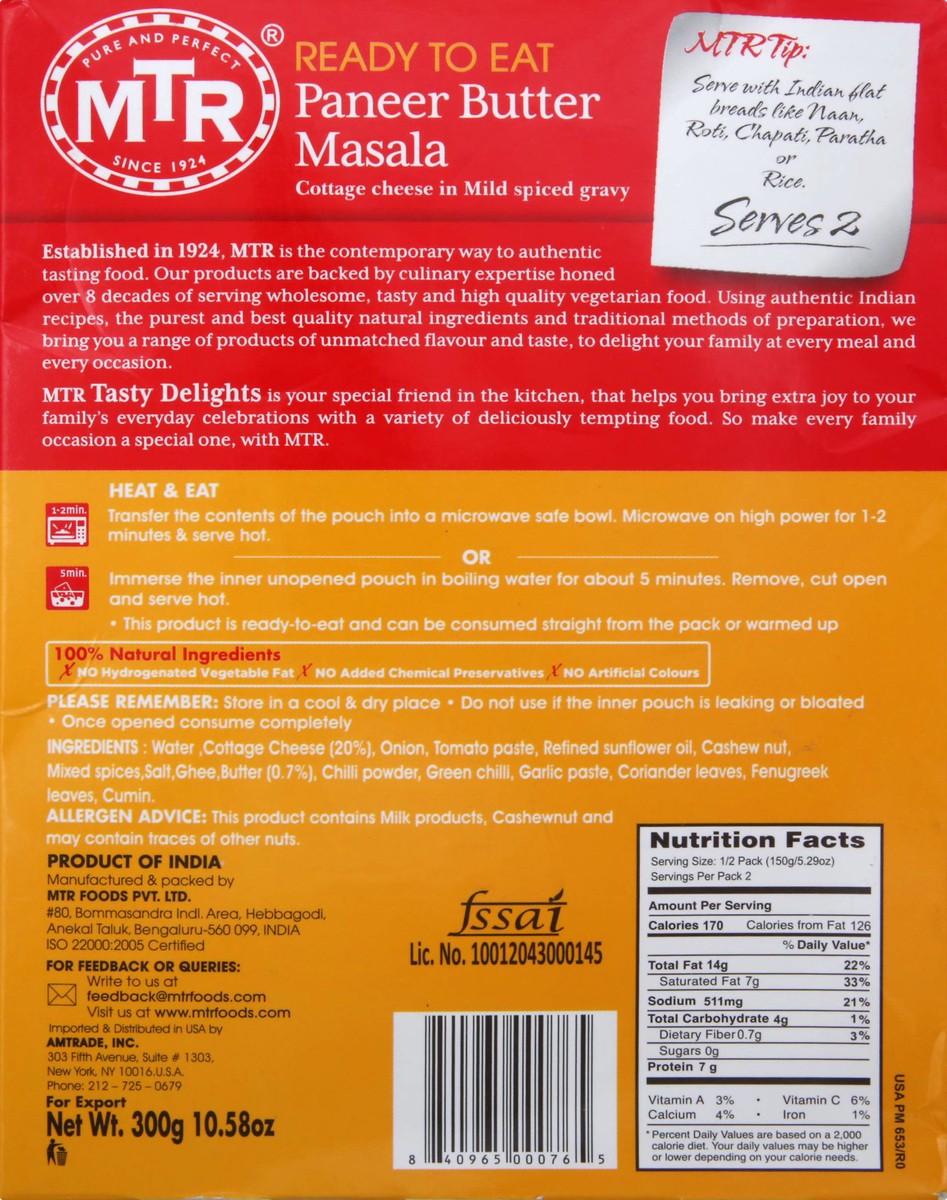 PURE AND PERFECT
MTR®
SINCE 1924
READY TO EAT
Paneer Butter
Masala
Cottage cheese in Mild spiced gravy
MTR Tip:
Serve with Indian flat
breads like Naan,
Roti, Chapati, Paratha
or
Rice.
Serves 2
Established in 1924, MTR is the contemporary way to authentic
tasting food. Our products are backed by culinary expertise honed
over 8 decades of serving wholesome, tasty and high quality vegetarian food. Using authentic Indian
recipes, the purest and best quality natural ingredients and traditional methods of preparation, we
bring you a range of products of unmatched flavour and taste, to delight your family at every meal and
every occasion.
MTR Tasty Delights is your special friend in the kitchen, that helps you bring extra joy to your
family's everyday celebrations with a variety of deliciously tempting food. So make every family
occasion a special one, with MTR.
HEAT & EAT
1-2min.
Transfer the contents of the pouch into a microwave safe bowl. Microwave on high power for 1-2
minutes & serve hot.
OR
5min.
Immerse the inner unopened pouch in boiling water for about 5 minutes. Remove, cut open
and serve hot.
• This product is ready-to-eat and can be consumed straight from the pack or warmed up
100% Natural Ingredients
✗ NO Hydrogenated Vegetable Fat ✗ NO Added Chemical Preservatives ✗ NO Artificial Colours
PLEASE REMEMBER: Store in a cool & dry place • Do not use if the inner pouch is leaking or bloated
• Once opened consume completely
INGREDIENTS : Water ,Cottage Cheese (20%), Onion, Tomato paste, Refined sunflower oil, Cashew nut,
Mixed spices,Salt,Ghee,Butter (0.7%), Chilli powder, Green chilli, Garlic paste, Coriander leaves, Fenugreek
leaves, Cumin.
ALLERGEN ADVICE: This product contains Milk products, Cashewnut and
may contain traces of other nuts.
PRODUCT OF INDIA
Manufactured & packed by
MTR FOODS PVT. LTD.
#80, Bommasandra Indl. Area, Hebbagodi,
Anekal Taluk, Bengaluru-560 099, INDIA
ISO 22000:2005 Certified
FOR FEEDBACK OR QUERIES:
Write to us at
feedback@mtrfoods.com
Visit us at www.mtrfoods.com
Imported & Distributed in USA by
AMTRADE, INC.
303 Fifth Avenue, Suite # 1303,
New York, NY 10016.U.S.A.
Phone: 212 – 725 – 0679
For Export
Net Wt. 300g 10.58oz
fssai
Lic. No. 10012043000145
8 40965 00076 5
Nutrition Facts
Serving Size: 1/2 Pack (150g/5.29oz)
Servings Per Pack 2
Amount Per Serving
Calories 170 Calories from Fat 126
% Daily Value*
Total Fat 14g 22%
Saturated Fat 7g 33%
Sodium 511mg 21%
Total Carbohydrate 4g 1%
Dietary Fiber 0.7g 3%
Sugars 0g
Protein 7 g
Vitamin A 3% • Vitamin C 6%
Calcium 4% • Iron 1%
*Percent Daily Values are based on a 2,000
calorie diet. Your daily values may be higher
or lower depending on your calorie needs.
USA PM 653/R0